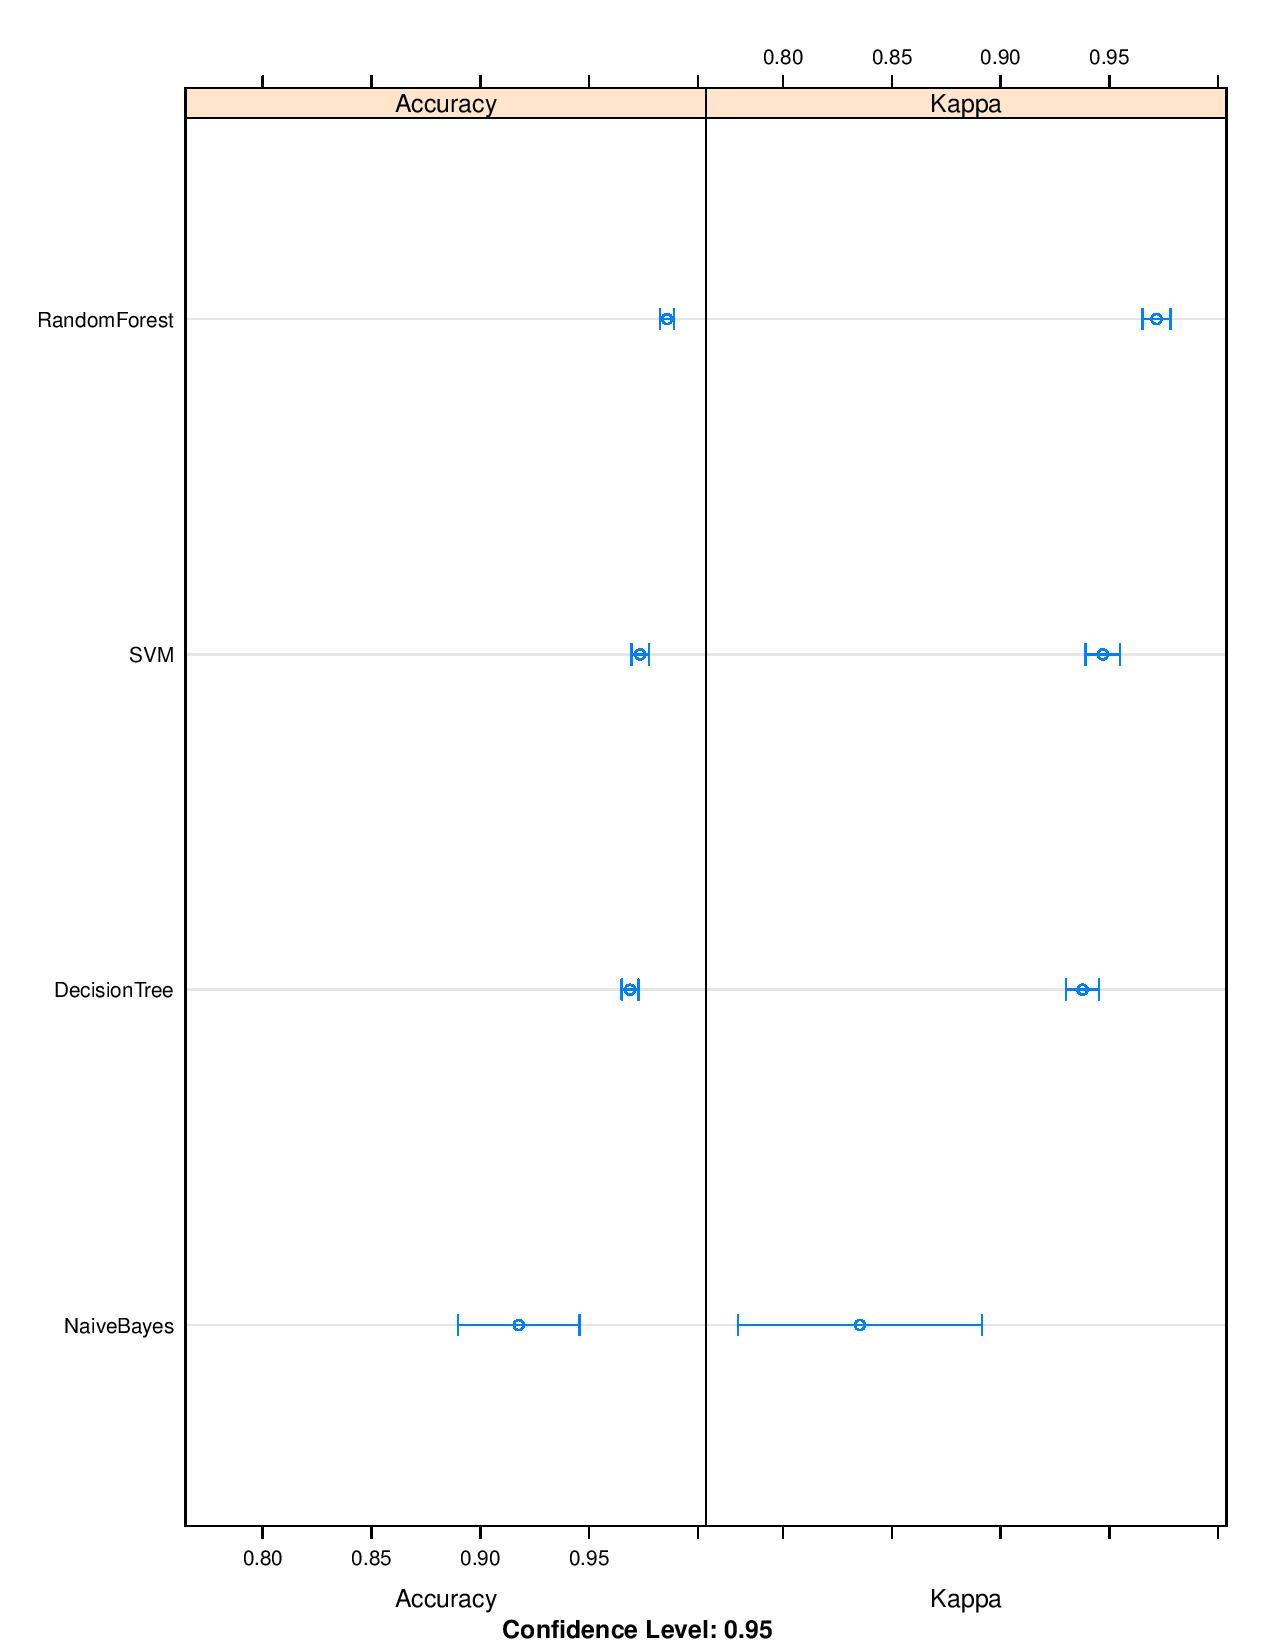 0.80 0.85 0.90 0.95
Accuracy Kappa
RandomForest
SVM
DecisionTree
NaiveBayes
0.80 0.85 0.90 0.95
Accuracy Kappa
Confidence Level: 0.95